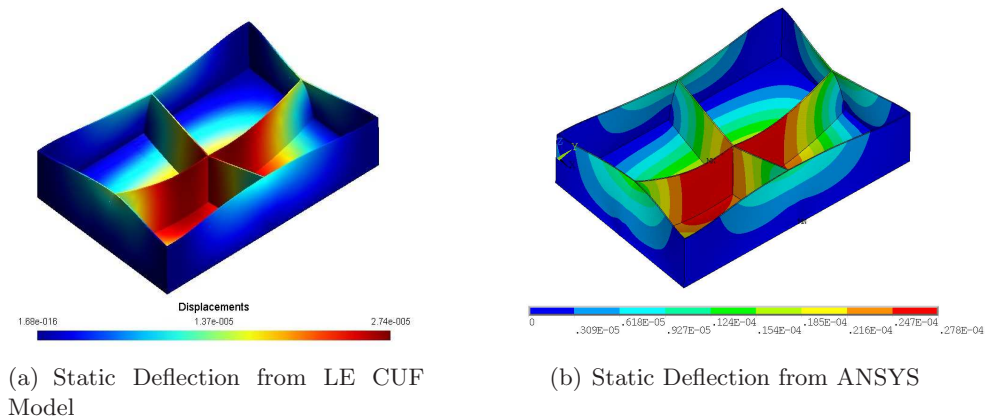 Displacements
1.68e-016 1.37e-005 2.74e-005
0 .309E-05 .618E-05 .927E-05 .124E-04 .154E-04 .185E-04 .216E-04 .247E-04 .278E-04
(a) Static Deflection from LE CUF
Model
(b) Static Deflection from ANSYS